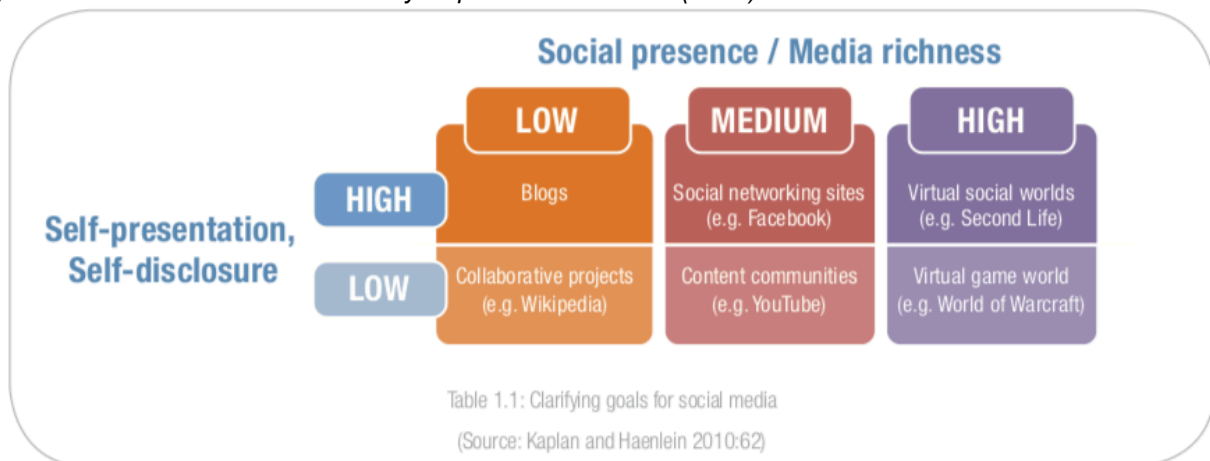 Social presence / Media richness
LOW
MEDIUM
HIGH
Self-presentation,
Self-disclosure
HIGH
Blogs
Social networking sites
(e.g. Facebook)
Virtual social worlds
(e.g. Second Life)
LOW
Collaborative projects
(e.g. Wikipedia)
Content communities
(e.g. YouTube)
Virtual game world
(e.g. World of Warcraft)
Table 1.1: Clarifying goals for social media
(Source: Kaplan and Haenlein 2010:62)